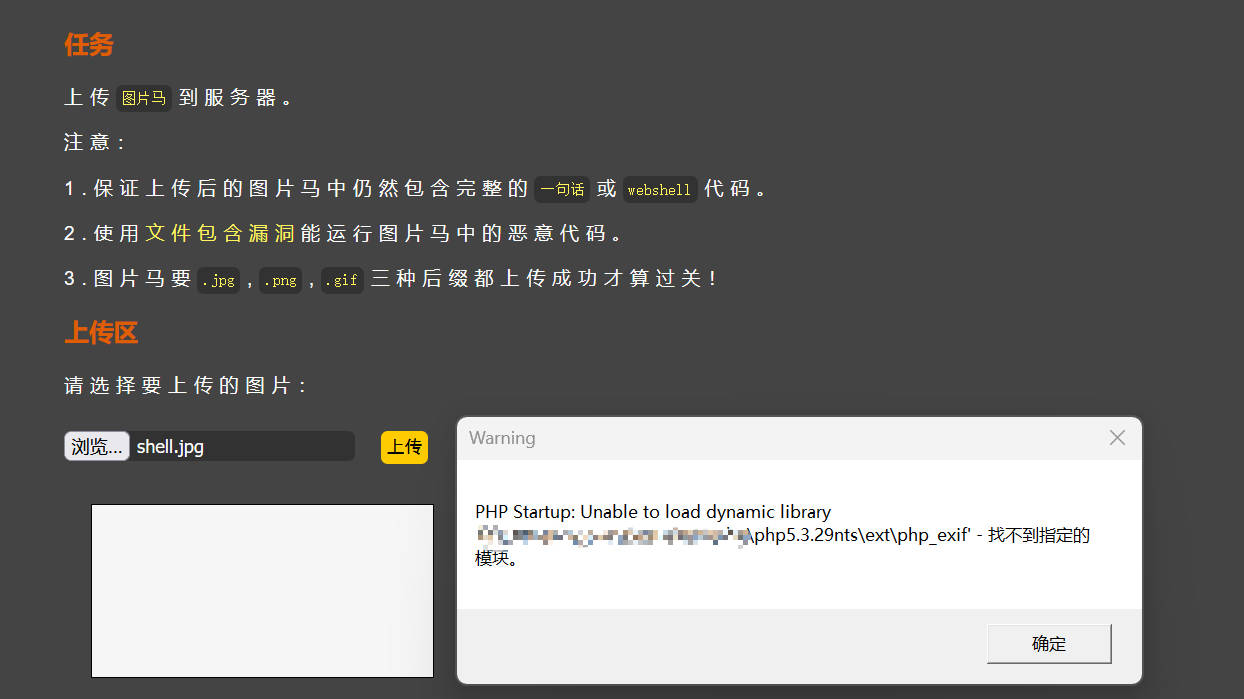 任务
上传 图片马 到服务器。
注意：
1.保证上传后的图片马中仍然包含完整的 一句话 或 webshell 代码。
2.使用文件包含漏洞能运行图片马中的恶意代码。
3.图片马要 .jpg , .png , .gif 三种后缀都上传成功才算过关！
上传区
请选择要上传的图片：
浏览... shell.jpg 上传
Warning
PHP Startup: Unable to load dynamic library
\php5.3.29nts\ext\php_exif' - 找不到指定的
模块。
确定